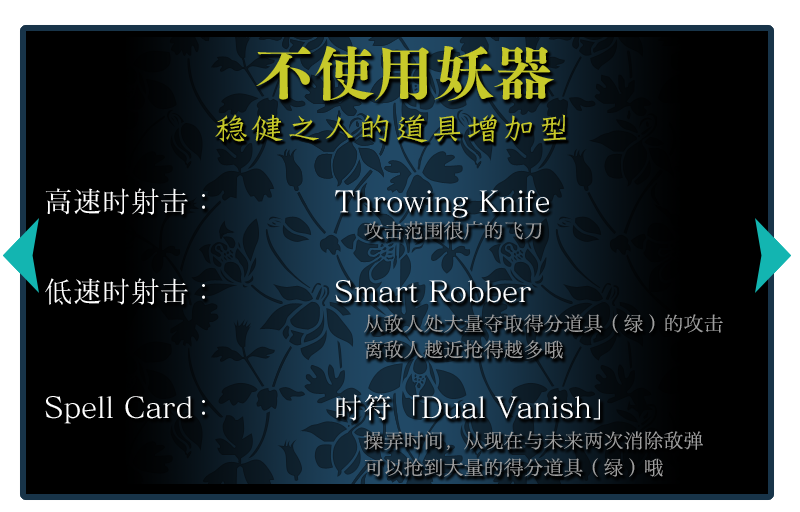 不使用妖器
稳健之人的道具增加型
高速时射击： Throwing Knife
攻击范围很广的飞刀
低速时射击： Smart Robber
从敌人处大量夺取得分道具（绿）的攻击
离敌人越近抢得越多哦
Spell Card： 时符「Dual Vanish」
操弄时间，从现在与未来两次消除敌弹
可以抢到大量的得分道具（绿）哦